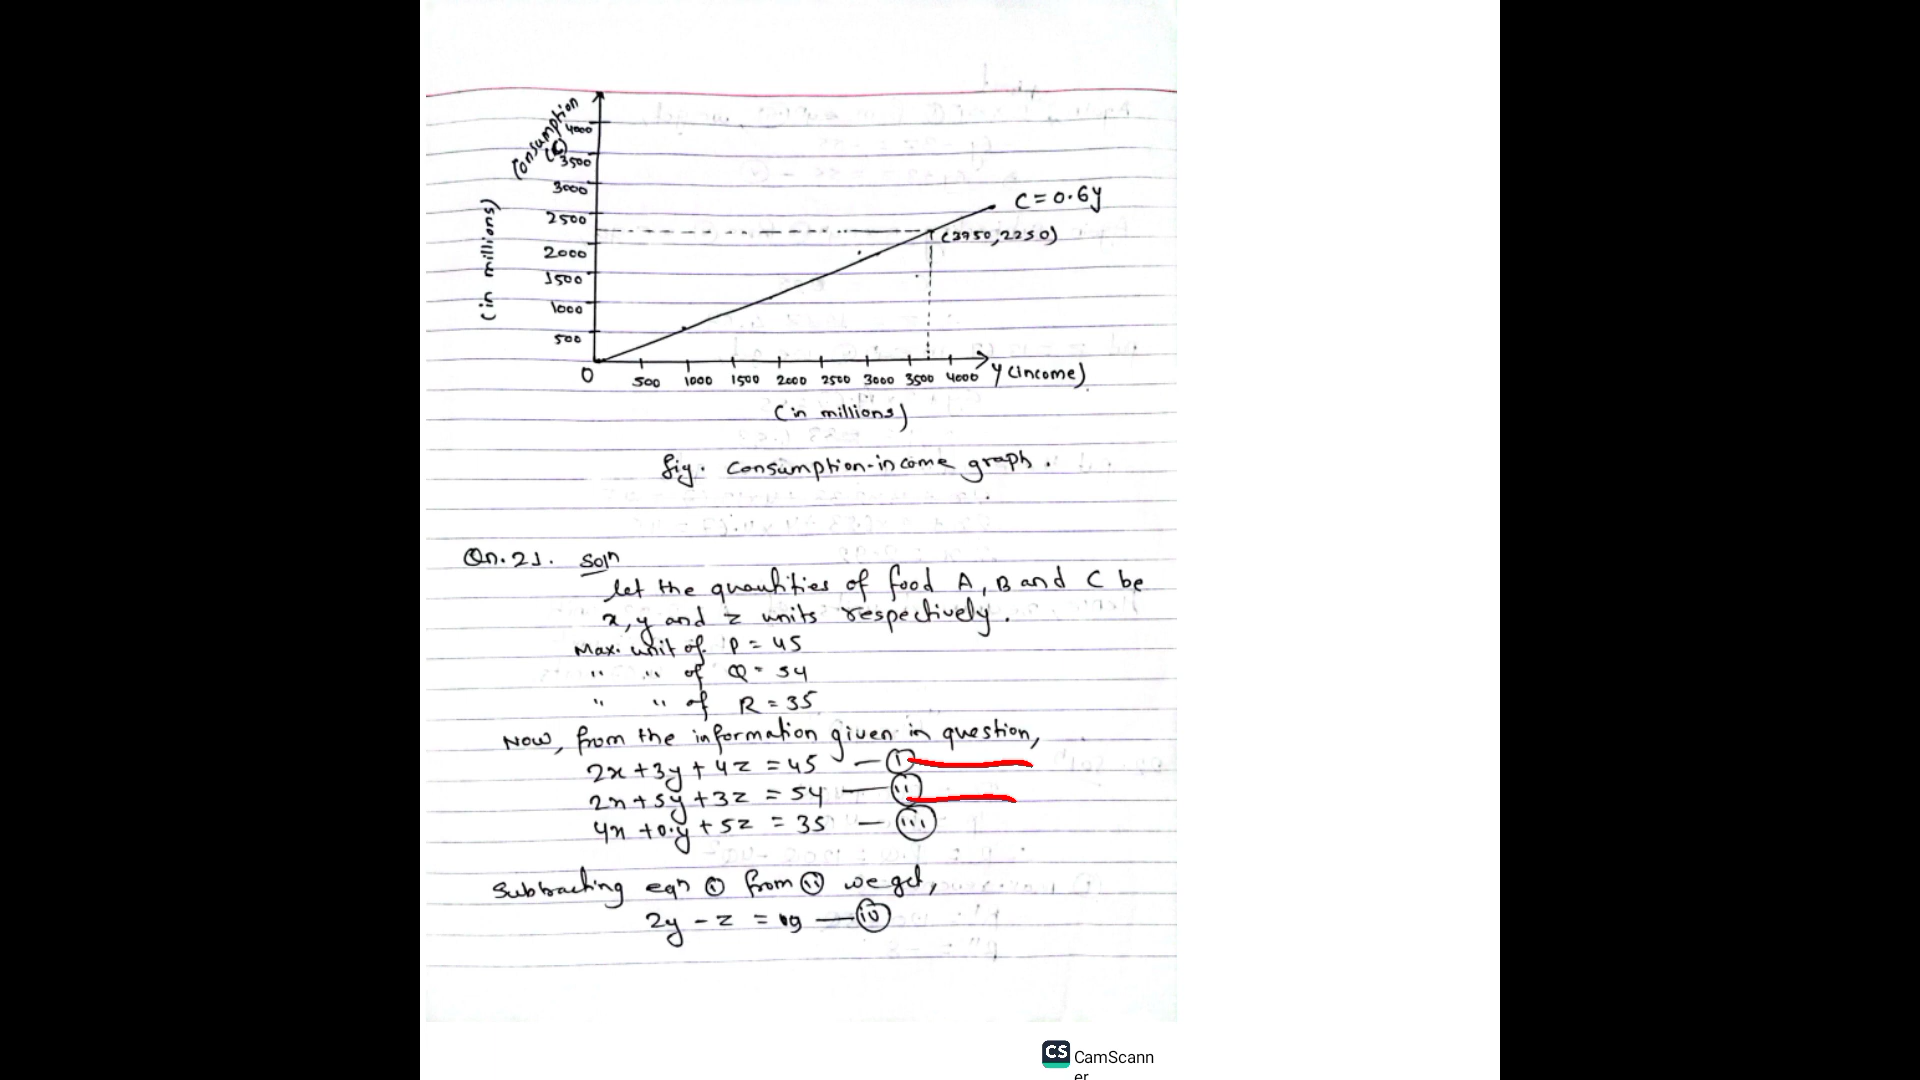 Consumption
(C)
(in millions)
4000
3500
3000
2500
2000
1500
1000
500
C = 0.6y
(3750, 2250)
0 500 1000 1500 2000 2500 3000 3500 4000 Y (income)
(in millions)
fig. Consumption-income graph.
Qn. 21. Soln
let the quantities of food A, B and C be
x, y and z units respectively.
Max. unit of P = 45
" " of Q = 54
" " of R = 35
Now, from the information given in question,
2x + 3y + 4z = 45 — (i)
2x + 5y + 3z = 54 — (ii)
4x + 0.y + 5z = 35 — (iii)
Subtracting eqn (i) from (ii) we get,
2y - z = 9 — (iv)
CS CamScann
er